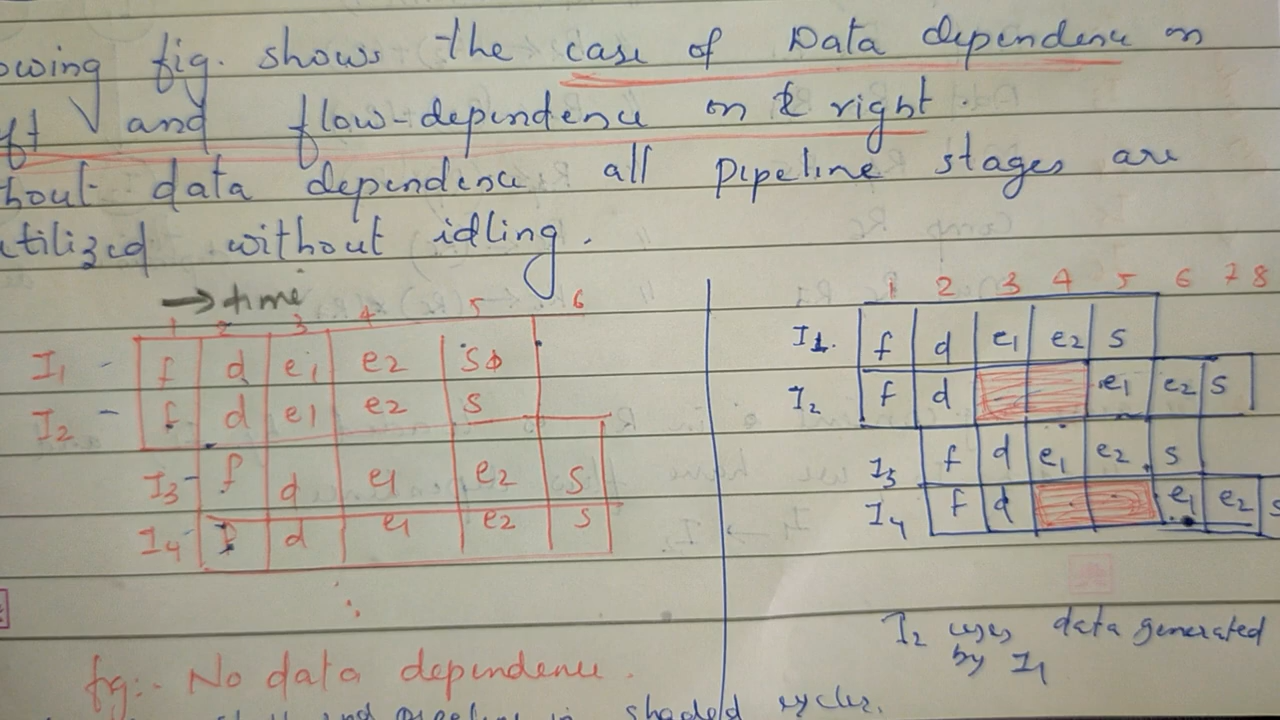 owing fig. shows the case of Data dependence on
ft and flow-dependence on t right.
hout data dependence all pipeline stages are
tilized without idling.
→ time
1 2 3 4 5 6
I1 - f d e1 e2 s
I2 - f d e1 e2 s
I3 - f d e1 e2 s
I4 - f d e1 e2 s
fig:- No data dependence.
1 2 3 4 5 6 7 8
I1. f d e1 e2 s
I2 f d e1 e2 s
I3 f d e1 e2 s
I4 f d e1 e2 s
I2 uses data generated
by I1
and pipeline in shaded cycles.